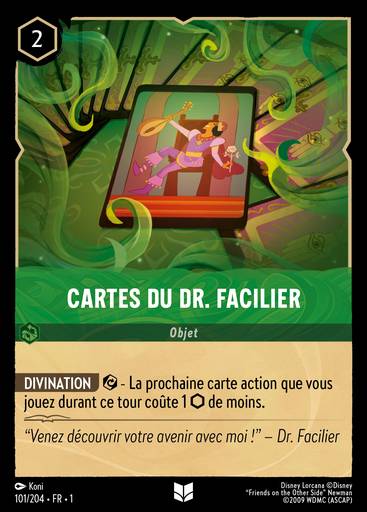 2
CARTES DU DR. FACILIER
Objet
DIVINATION - La prochaine carte action que vous
jouez durant ce tour coûte 1 de moins.
“Venez découvrir votre avenir avec moi !” – Dr. Facilier
Koni
101/204 • FR • 1
Disney Lorcana ©Disney
“Friends on the Other Side” Newman
©2009 WDMC (ASCAP)